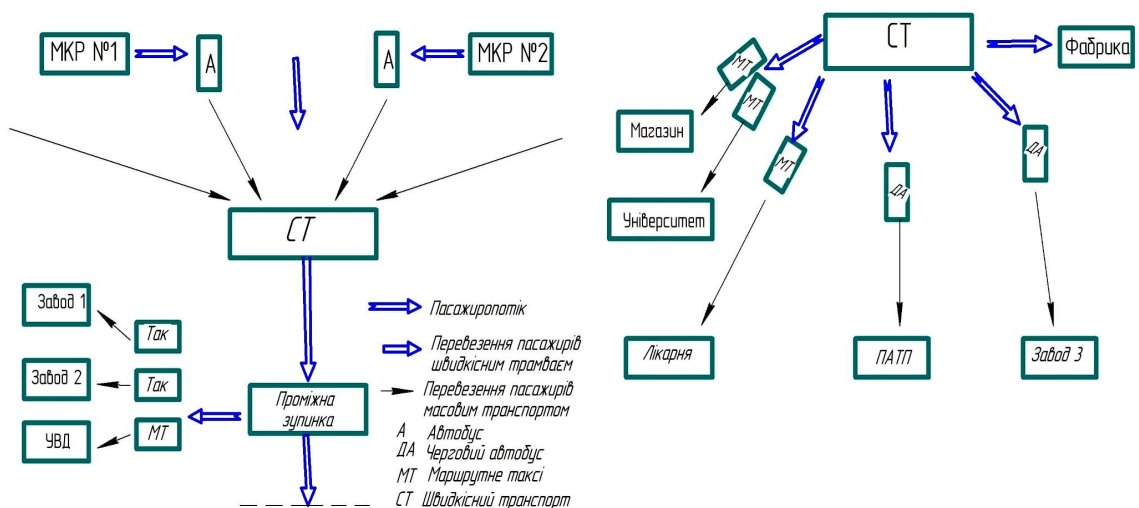 МКР №1
А
А
МКР №2
СТ
Завод 1
Так
Завод 2
Так
УВД
МТ
Проміжна
зупинка
Пасажиропотік
Перевезення пасажирів
швидкісним трамваєм
Перевезення пасажирів
масовим транспортом
А Автобус
ДА Черговий автобус
МТ Маршрутне таксі
СТ Швидкісний транспорт
СТ
Фабрика
МТ
МТ
Магазин
МТ
ДА
ДА
Університет
Лікарня
ПАТП
Завод 3